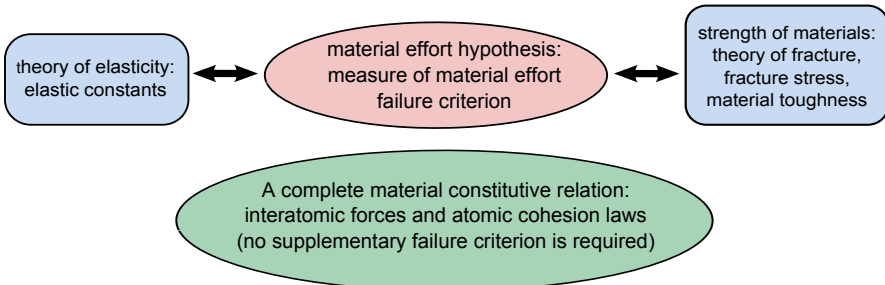 theory of elasticity:
elastic constants
material effort hypothesis:
measure of material effort
failure criterion
strength of materials:
theory of fracture,
fracture stress,
material toughness
A complete material constitutive relation:
interatomic forces and atomic cohesion laws
(no supplementary failure criterion is required)